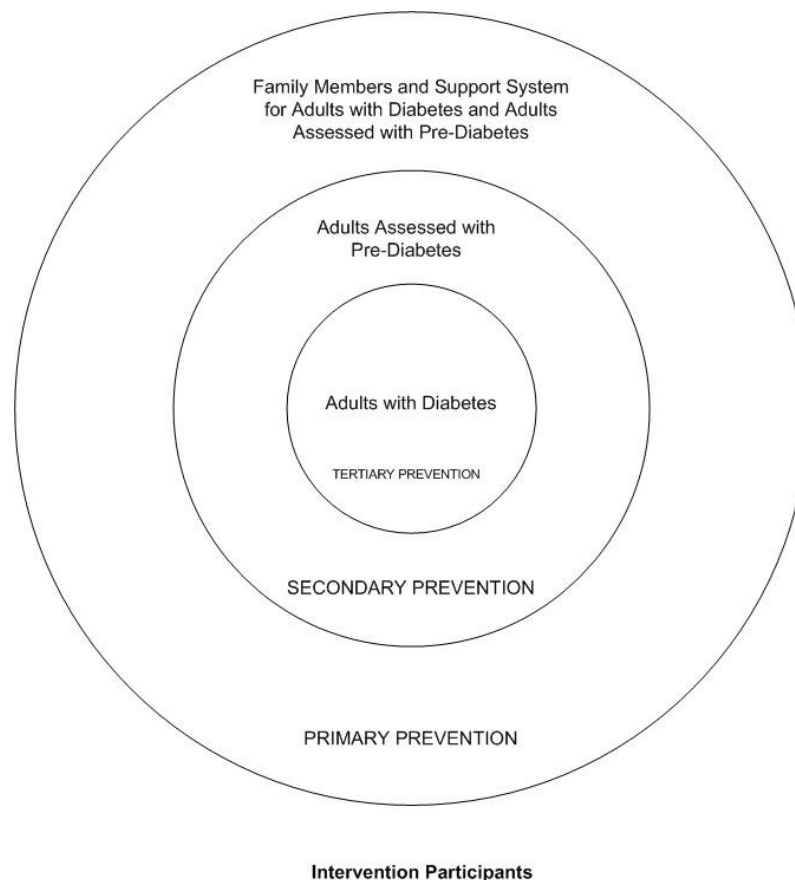 Family Members and Support System
for Adults with Diabetes and Adults
Assessed with Pre-Diabetes
Adults Assessed with
Pre-Diabetes
Adults with Diabetes
TERTIARY PREVENTION
SECONDARY PREVENTION
PRIMARY PREVENTION
Intervention Participants